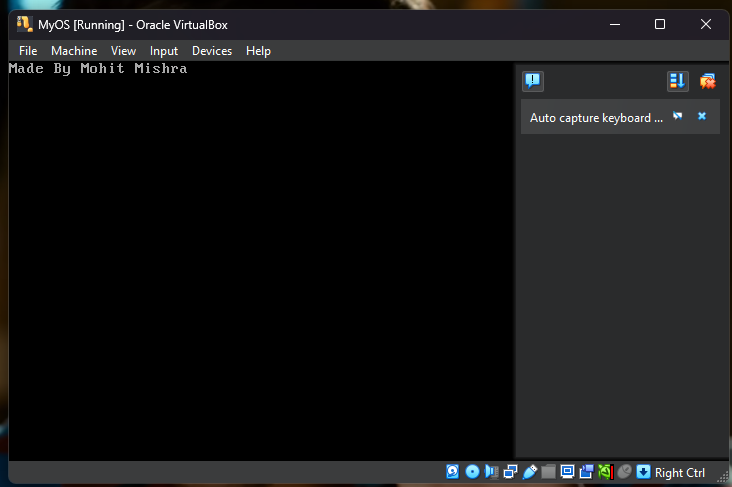 MyOS [Running] - Oracle VirtualBox
File Machine View Input Devices Help
Made By Mohit Mishra
Auto capture keyboard ...
Right Ctrl